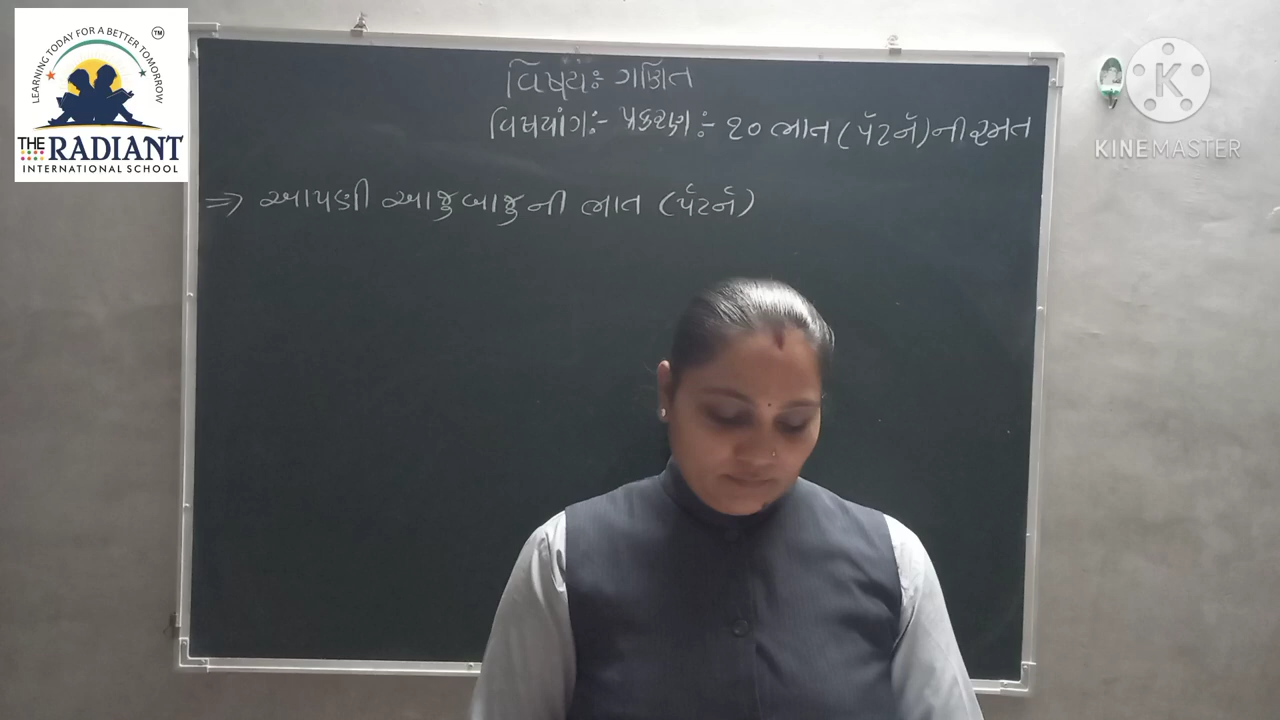 LEARNING TODAY FOR A BETTER TOMORROW
TM
THE RADIANT
INTERNATIONAL SCHOOL
K
KINEMASTER
વિષય:- ગણિત
વિષયાંગ:- પ્રકરણ:- ૧૦ ભાત (પૅટર્ન) ની રમત
⇒ આપણી આજુબાજુની ભાત (પૅટર્ન)